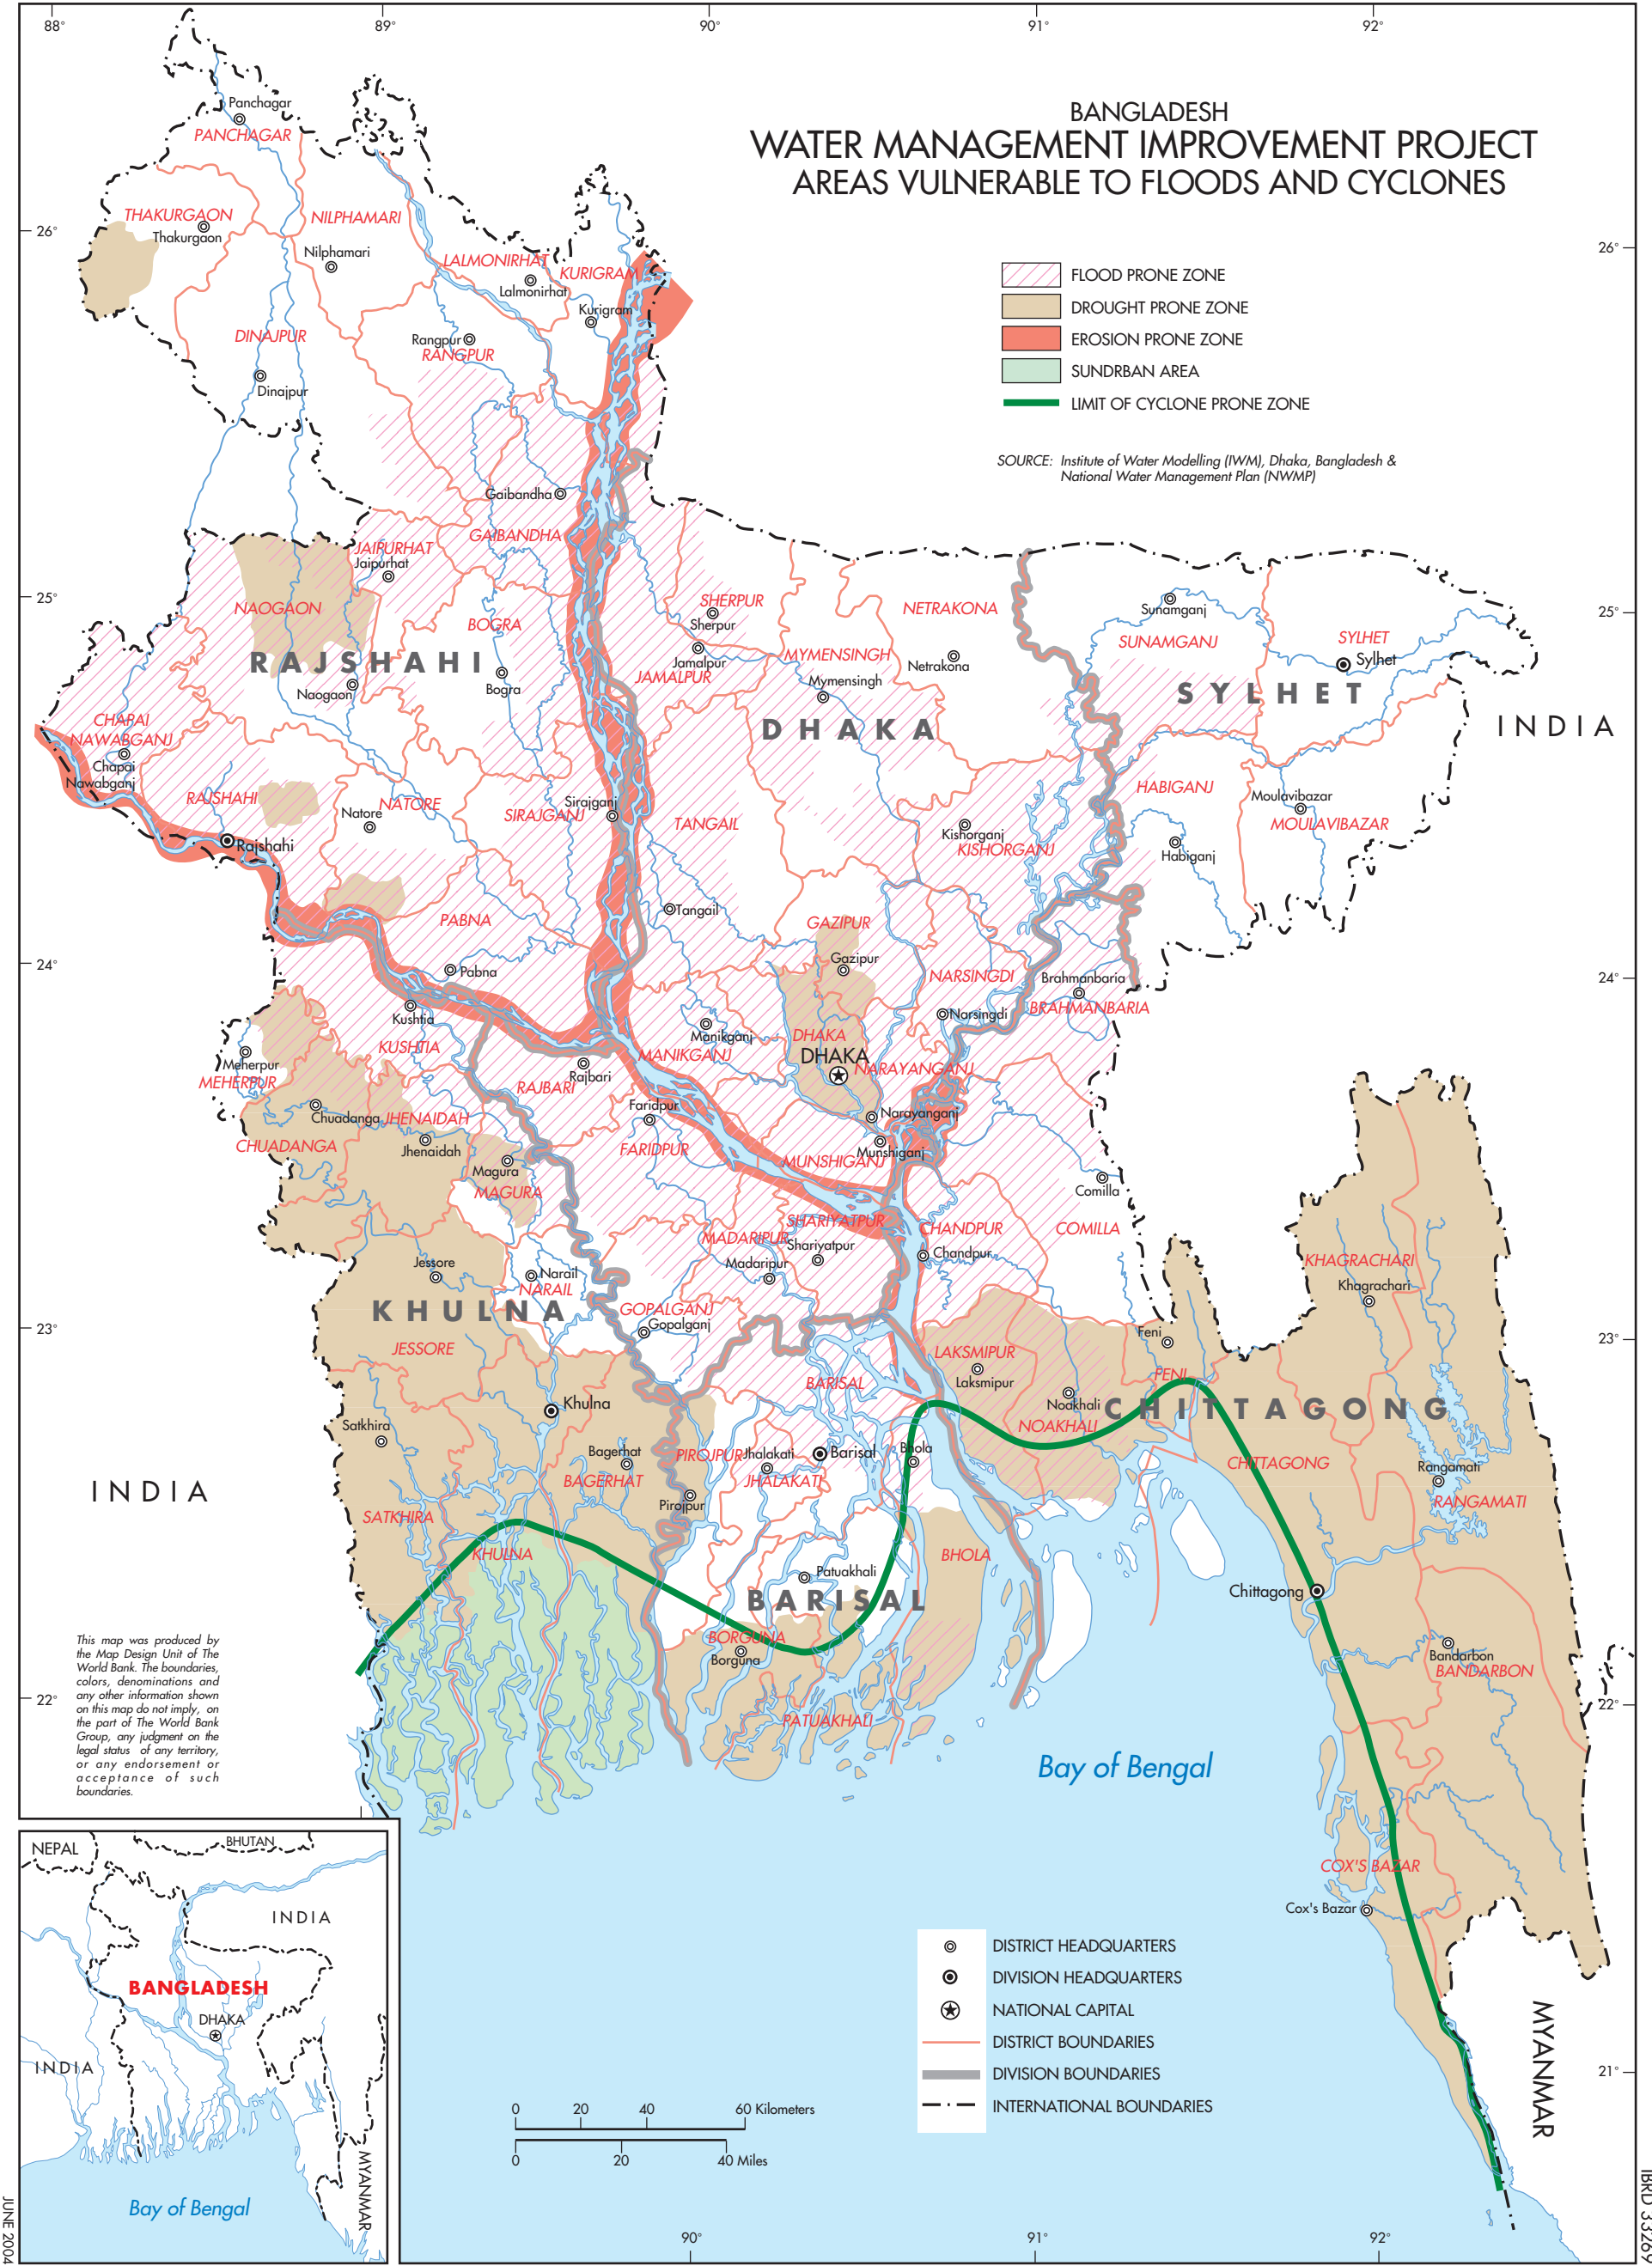 88°
89°
90°
91°
92°
BANGLADESH
WATER MANAGEMENT IMPROVEMENT PROJECT
AREAS VULNERABLE TO FLOODS AND CYCLONES
FLOOD PRONE ZONE
DROUGHT PRONE ZONE
EROSION PRONE ZONE
SUNDRBAN AREA
LIMIT OF CYCLONE PRONE ZONE
SOURCE: Institute of Water Modelling (IWM), Dhaka, Bangladesh &
National Water Management Plan (NWMP)
Panchagar
PANCHAGAR
THAKURGAON
Thakurgaon
NILPHAMARI
Nilphamari
26°
26°
LALMONIRHAT
Lalmonirhat
KURIGRAM
Kurigram
DINAJPUR
Dinajpur
Rangpur
RANGPUR
Gaibandha
GAIBANDHA
JAIPURHAT
Jaipurhat
25°
25°
NAOGAON
Naogaon
RAJSHAHI
BOGRA
Bogra
SHERPUR
Sherpur
Jamalpur
JAMALPUR
MYMENSINGH
Mymensingh
NETRAKONA
Netrakona
DHAKA
Sunamganj
SUNAMGANJ
SYLHET
Sylhet
SYLHET
INDIA
CHAPAI
NAWABGANJ
Chapai
Nawabganj
RAJSHAHI
Rajshahi
Natore
NATORE
SIRAJGANJ
Sirajganj
TANGAIL
Tangail
Kishorganj
KISHORGANJ
HABIGANJ
Habiganj
Moulavibazar
MOULAVIBAZAR
24°
24°
PABNA
Pabna
GAZIPUR
Gazipur
NARSINGDI
Narsingdi
Brahmanbaria
BRAHMANBARIA
Kushtia
KUSHTIA
Meherpur
MEHERPUR
Manikganj
MANIKGANJ
DHAKA
DHAKA
NARAYANGANJ
Narayanganj
RAJBARI
Rajbari
Chuadanga
CHUADANGA
JHENAIDAH
Jhenaidah
Faridpur
FARIDPUR
Magura
MAGURA
MUNSHIGANJ
Munshiganj
Comilla
COMILLA
SHARIYATPUR
Shariyatpur
MADARIPUR
Madaripur
CHANDPUR
Chandpur
Jessore
JESSORE
Narail
NARAIL
KHULNA
GOPALGANJ
Gopalganj
23°
23°
KHAGRACHARI
Khagrachari
LAKSMIPUR
Laksmipur
Feni
FENI
Noakhali
NOAKHALI
CHITTAGONG
BARISAL
Barisal
Khulna
Satkhira
SATKHIRA
Bagerhat
BAGERHAT
PIROJPUR
Pirojpur
Jhalakati
JHALAKATI
Bhola
BHOLA
CHITTAGONG
Rangamati
RANGAMATI
INDIA
KHULNA
Patuakhali
BARISAL
Chittagong
BORGUNA
Borguna
PATUAKHALI
Bandarbon
BANDARBON
22°
22°
This map was produced by
the Map Design Unit of The
World Bank. The boundaries,
colors, denominations and
any other information shown
on this map do not imply, on
the part of The World Bank
Group, any judgment on the
legal status of any territory,
or any endorsement or
acceptance of such
boundaries.
Bay of Bengal
COX'S BAZAR
Cox's Bazar
NEPAL
BHUTAN
INDIA
BANGLADESH
DHAKA
INDIA
MYANMAR
Bay of Bengal
DISTRICT HEADQUARTERS
DIVISION HEADQUARTERS
NATIONAL CAPITAL
DISTRICT BOUNDARIES
DIVISION BOUNDARIES
INTERNATIONAL BOUNDARIES
MYANMAR
21°
0 20 40 60 Kilometers
0 20 40 Miles
90°
91°
92°
JUNE 2004
IBRD 33269